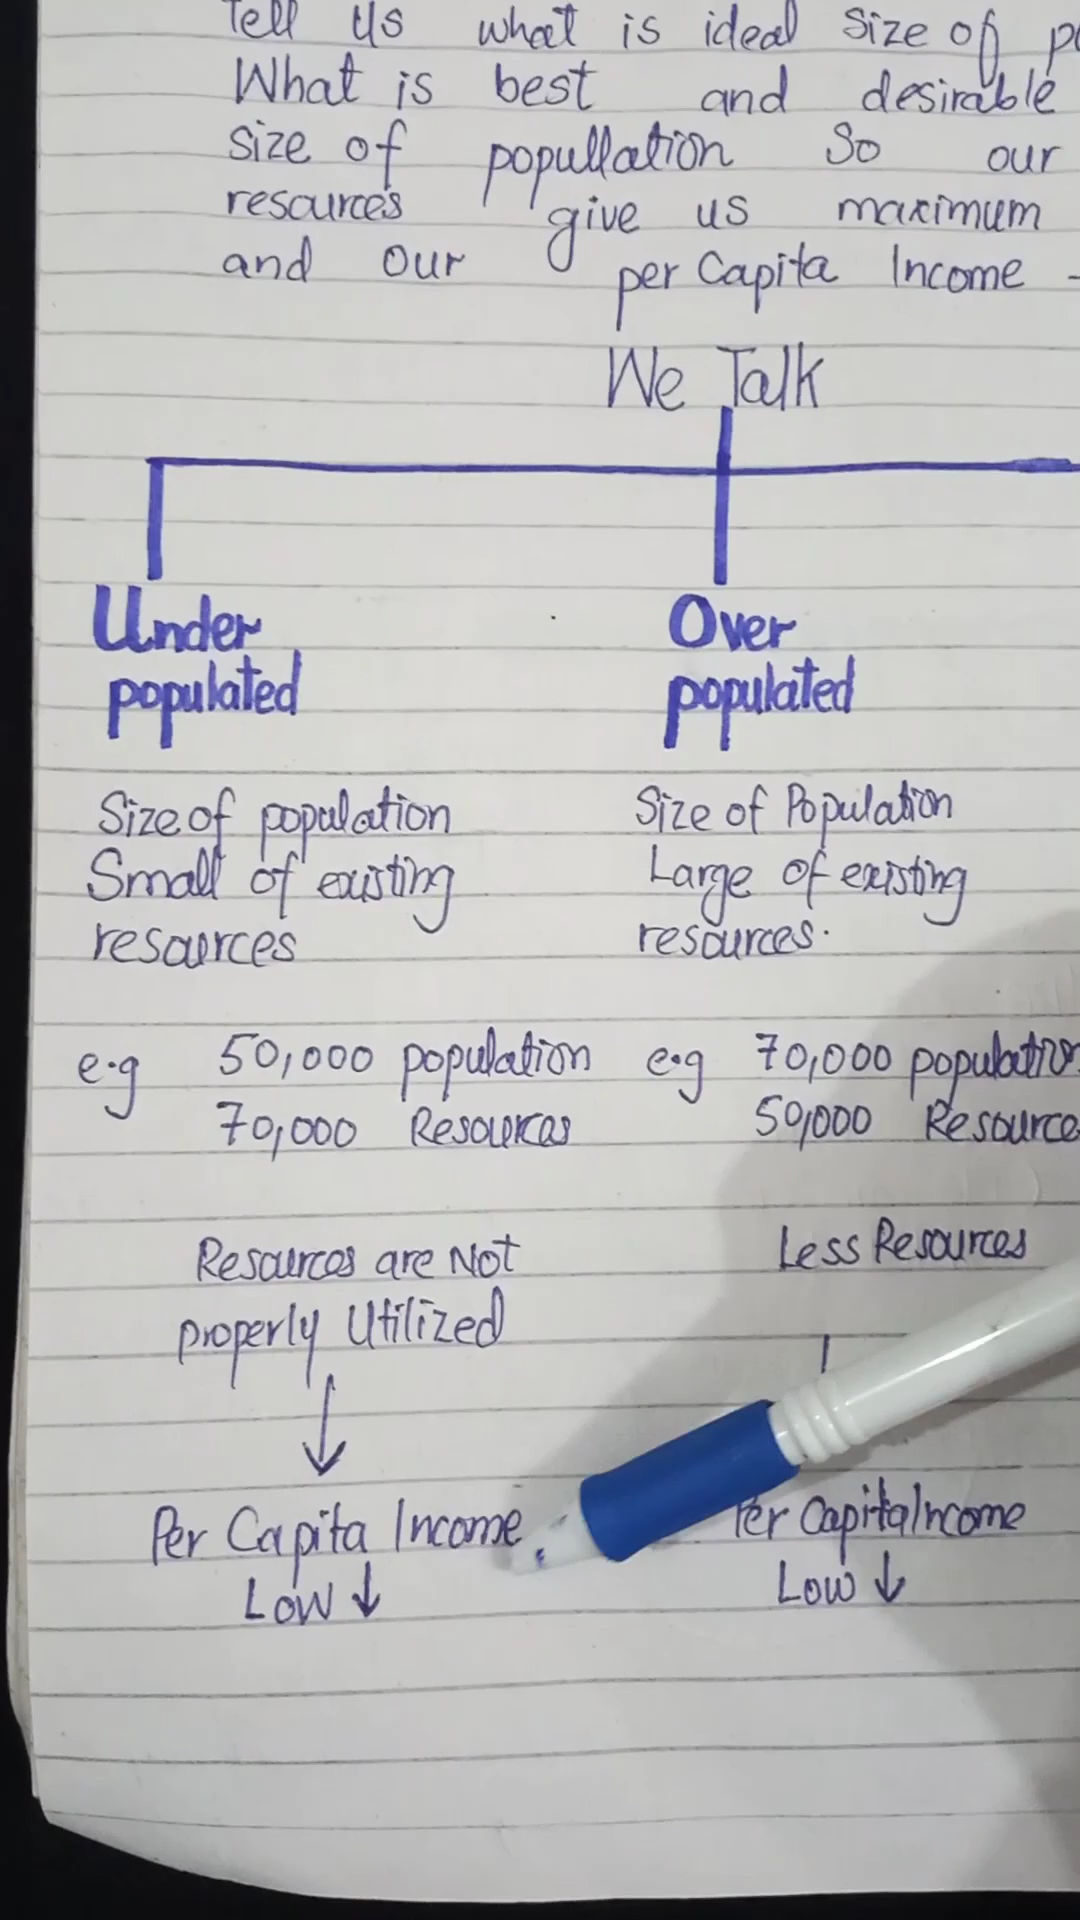 Tell us what is ideal size of
What is best and desirable
size of popullation So our
resources give us maximum
and our per Capita Income -
We Talk
Under
populated
Size of population
Small of existing
resources
e.g 50,000 population
70,000 Resources
Resources are Not
properly Utilized
Per Capita Income
Low ↓
Over
populated
Size of Population
Large of existing
resources.
e.g 70,000 population
50,000 Resource
Less Resources
Per Capita Income
Low ↓